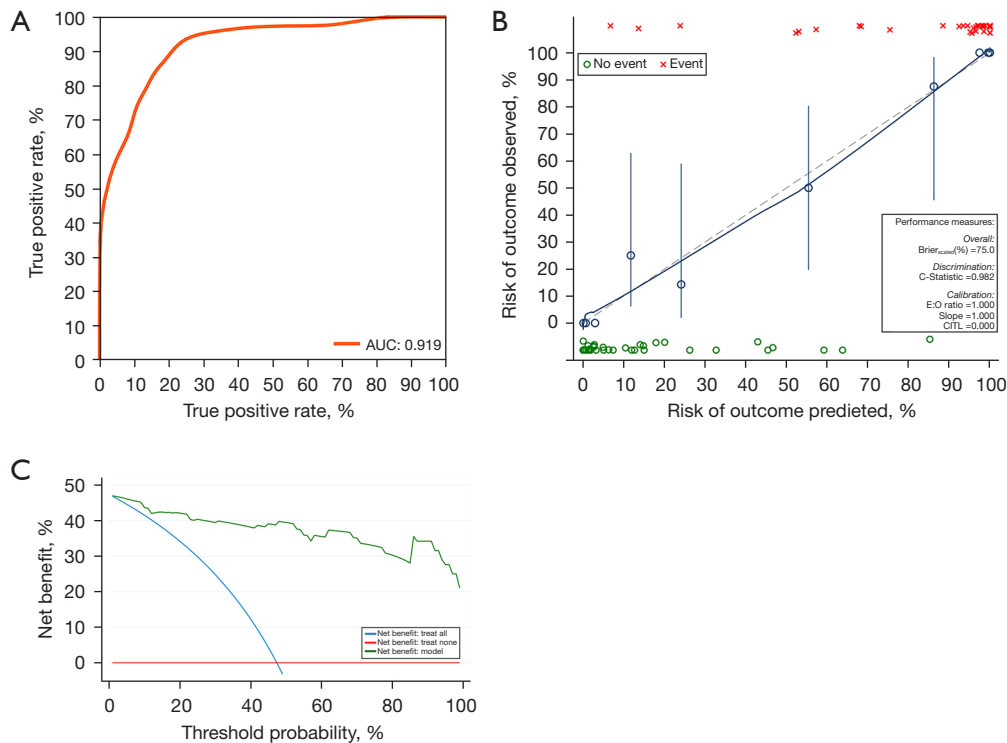 A
100
90
80
70
60
50
40
30
20
10
0
True positive rate, %
AUC: 0.919
0 10 20 30 40 50 60 70 80 90 100
True positive rate, %
B
100
90
80
70
60
50
40
30
20
10
0
Risk of outcome observed, %
No event Event
Performance measures:
Overall:
Brierscaled(%) =75.0
Discrimination:
C-Statistic =0.982
Calibration:
E:O ratio =1.000
Slope =1.000
CITL =0.000
0 10 20 30 40 50 60 70 80 90 100
Risk of outcome predieted, %
C
50
40
30
20
10
0
Net benefit, %
Net benefit: treat all
Net benefit: treat none
Net benefit: model
0 20 40 60 80 100
Threshold probability, %